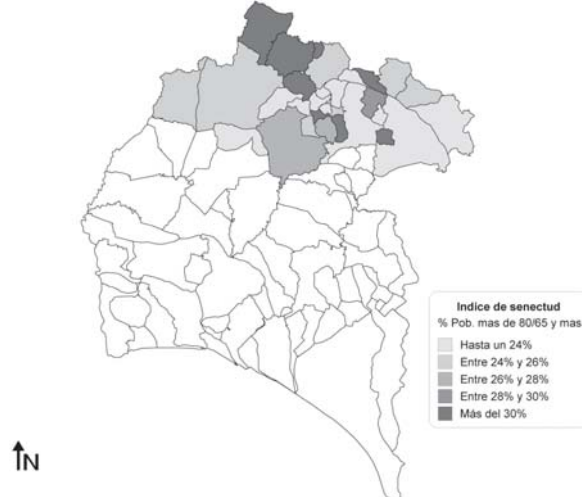 Indice de senectud
% Pob. mas de 80/65 y mas
Hasta un 24%
Entre 24% y 26%
Entre 26% y 28%
Entre 28% y 30%
Más del 30%
N